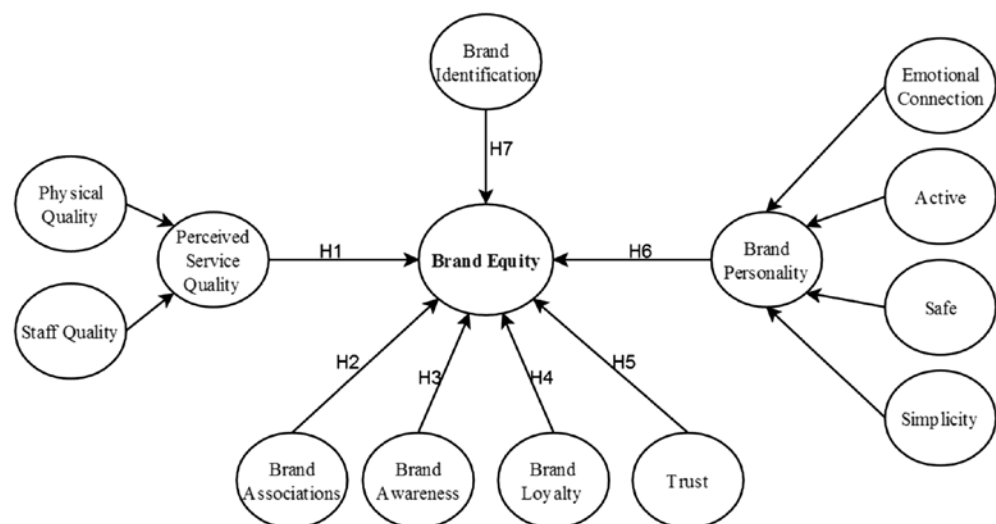 Brand
Identification
Emotional
Connection
H7
Physical
Quality
Active
Perceived
Service
Quality
H1
Brand Equity
H6
Brand
Personality
Staff Quality
Safe
H2
H3
H4
H5
Simplicity
Brand
Associations
Brand
Awareness
Brand
Loyalty
Trust